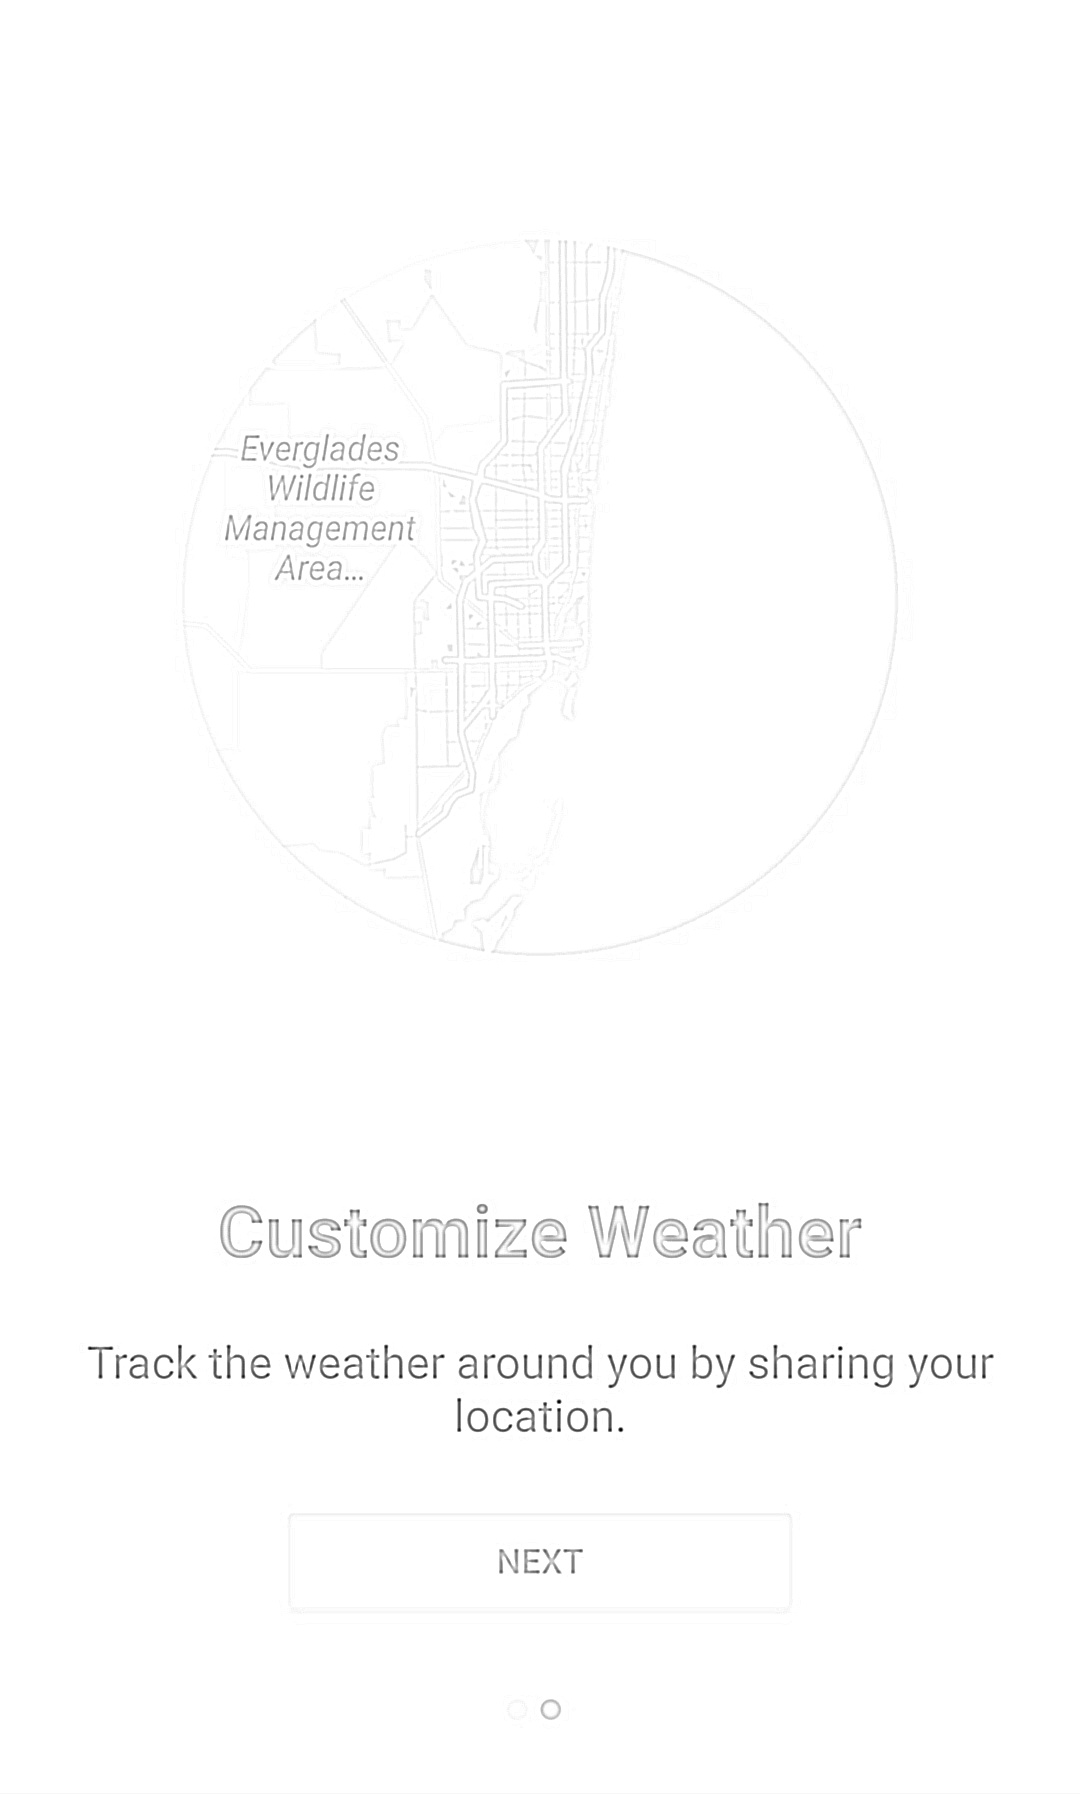 Everglades
Wildlife
Management
Area...
Customize Weather
Track the weather around you by sharing your
location.
NEXT